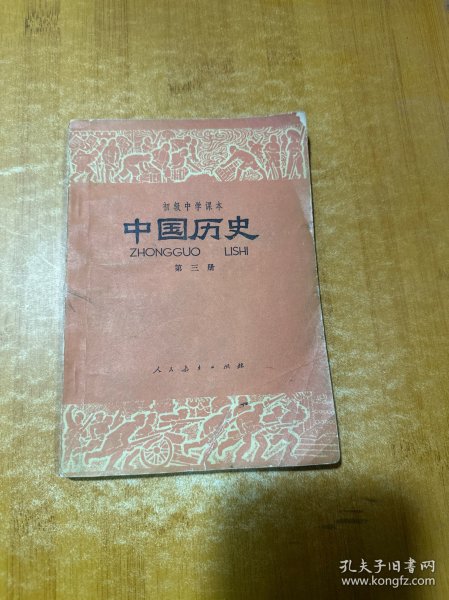 初级中学课本
中国历史
ZHONGGUO LISHI
第三册
人民教育出版社
孔夫子旧书网
www.kongfz.com